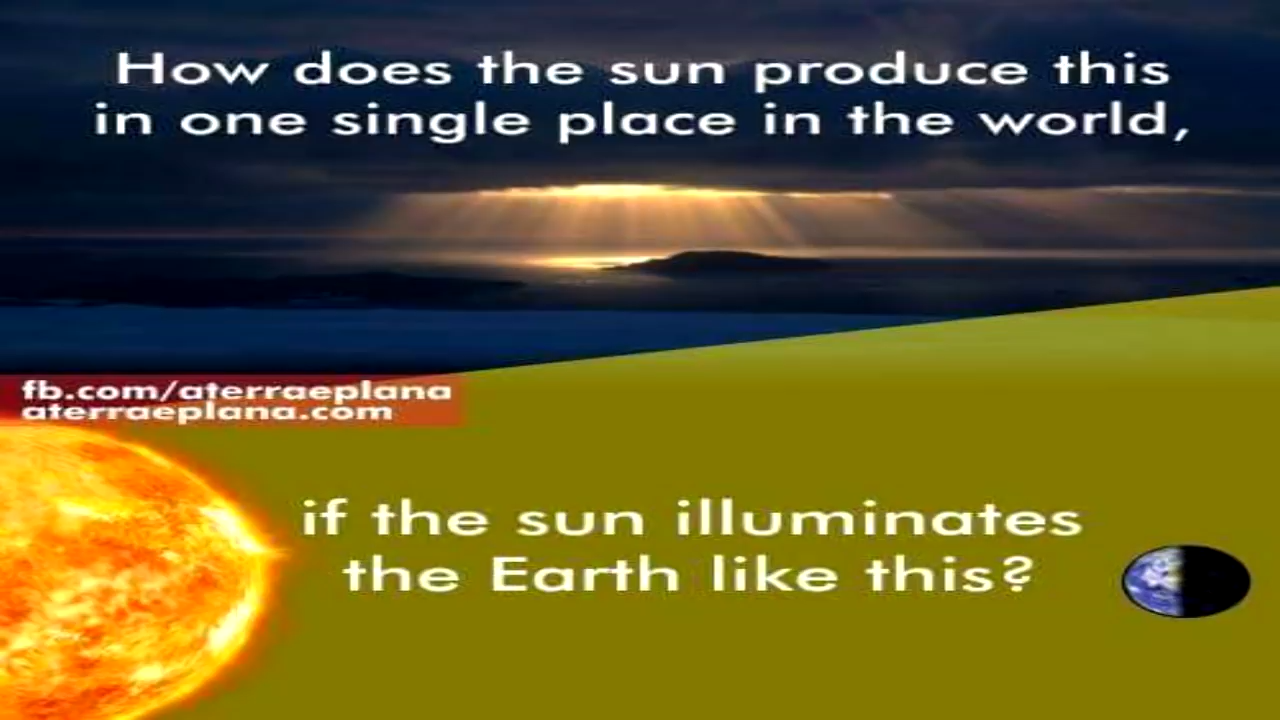 How does the sun produce this
in one single place in the world,
fb.com/aterraeplana
aterraeplana.com
if the sun illuminates
the Earth like this?